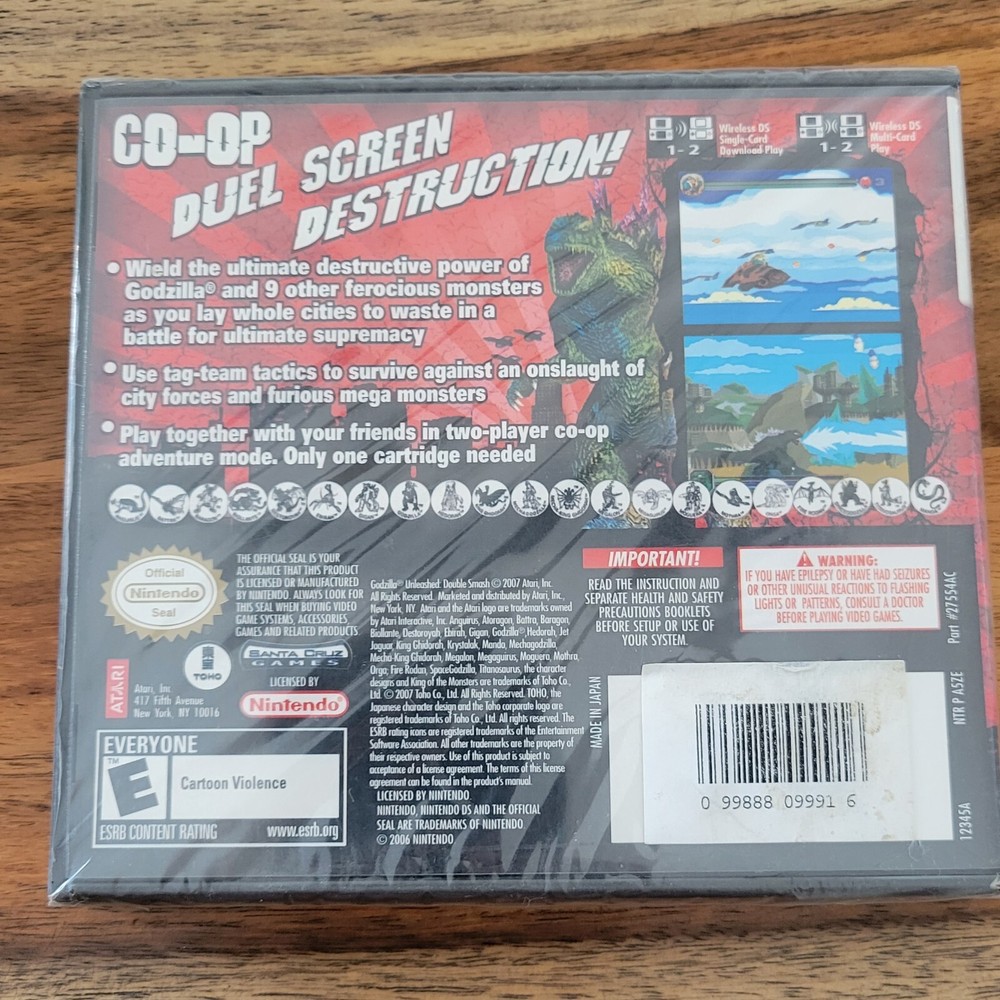 CO-OP
DUEL SCREEN
DESTRUCTION!
1-2
Wireless DS
Single-Card
Download Play
1-2
Wireless DS
Multi-Card
Play
3
• Wield the ultimate destructive power of
Godzilla® and 9 other ferocious monsters
as you lay whole cities to waste in a
battle for ultimate supremacy
• Use tag-team tactics to survive against an onslaught of
city forces and furious mega monsters
• Play together with your friends in two-player co-op
adventure mode. Only one cartridge needed
Official
Nintendo
Seal
THE OFFICIAL SEAL IS YOUR
ASSURANCE THAT THIS PRODUCT
IS LICENSED OR MANUFACTURED
BY NINTENDO. ALWAYS LOOK FOR
THIS SEAL WHEN BUYING VIDEO
GAME SYSTEMS, ACCESSORIES,
GAMES AND RELATED PRODUCTS.
ATARI
Atari, Inc.
417 Fifth Avenue
New York, NY 10016
TOHO
SANTA CRUZ
GAMES
LICENSED BY
Nintendo®
EVERYONE
E
TM
Cartoon Violence
ESRB CONTENT RATING
www.esrb.org
Godzilla® Unleashed: Double Smash © 2007 Atari, Inc.
All Rights Reserved. Marketed and distributed by Atari, Inc.,
New York, NY. Atari and the Atari logo are trademarks owned
by Atari Interactive, Inc. Anguirus, Ataragon, Battra, Baragon,
Biollante, Destoroyah, Ebirah, Gigan, Godzilla®, Hedorah, Jet
Jaguar, King Ghidorah, Krystalak, Manda, Mechagodzilla,
Mecha-King Ghidorah, Megalon, Megaguirus, Moguera, Mothra,
Orga, Fire Rodan, SpaceGodzilla, Titanosaurus, the character
designs and King of the Monsters are trademarks of Toho Co.,
Ltd. © 2007 Toho Co., Ltd. All Rights Reserved. TOHO, the
Japanese character design and the Toho corporate logo are
registered trademarks of Toho Co., Ltd. All rights reserved. The
ESRB rating icons are registered trademarks of the Entertainment
Software Association. All other trademarks are the property of
their respective owners. Use of this product is subject to
acceptance of a license agreement. The terms of this license
agreement can be found in the product's manual.
LICENSED BY NINTENDO.
NINTENDO, NINTENDO DS AND THE OFFICIAL
SEAL ARE TRADEMARKS OF NINTENDO.
© 2006 NINTENDO.
IMPORTANT!
READ THE INSTRUCTION AND
SEPARATE HEALTH AND SAFETY
PRECAUTIONS BOOKLETS
BEFORE SETUP OR USE OF
YOUR SYSTEM.
WARNING:
IF YOU HAVE EPILEPSY OR HAVE HAD SEIZURES
OR OTHER UNUSUAL REACTIONS TO FLASHING
LIGHTS OR PATTERNS, CONSULT A DOCTOR
BEFORE PLAYING VIDEO GAMES.
Part #27554AC
NTR P A5ZE
12345A
MADE IN JAPAN
0 99888 09991 6